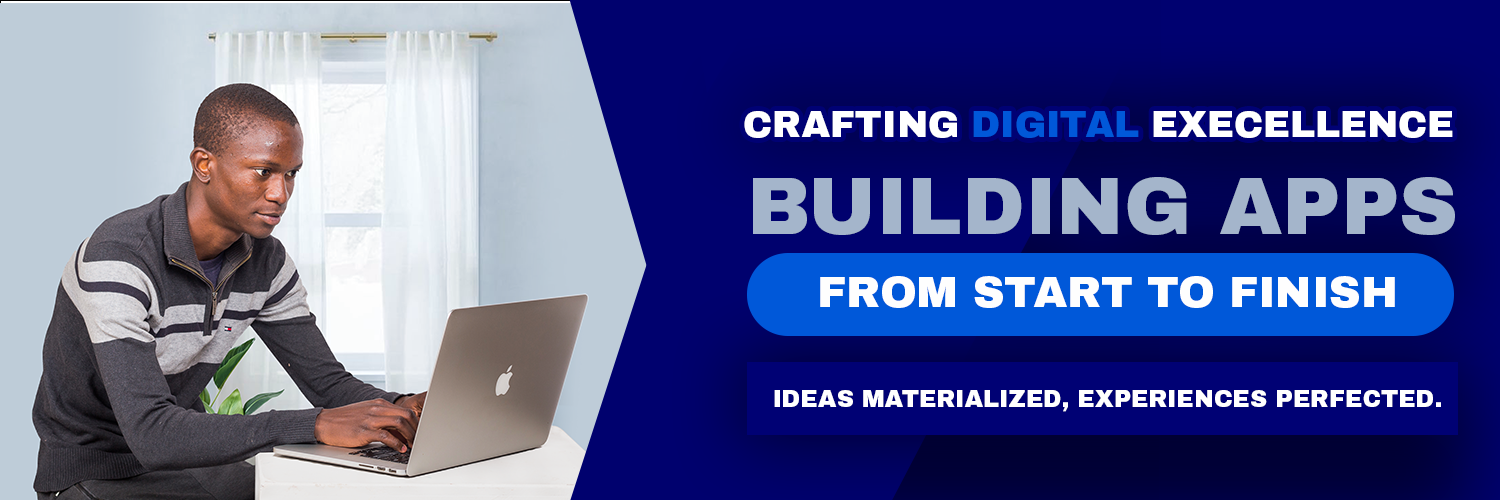 CRAFTING DIGITAL EXECELLENCE
BUILDING APPS
FROM START TO FINISH
IDEAS MATERIALIZED, EXPERIENCES PERFECTED.